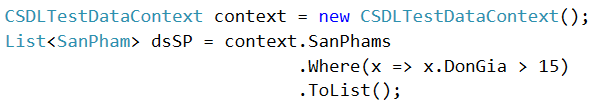 CSDLTestDataContext context = new CSDLTestDataContext();
List<SanPham> dsSP = context.SanPhams
.Where(x => x.DonGia > 15)
.ToList();